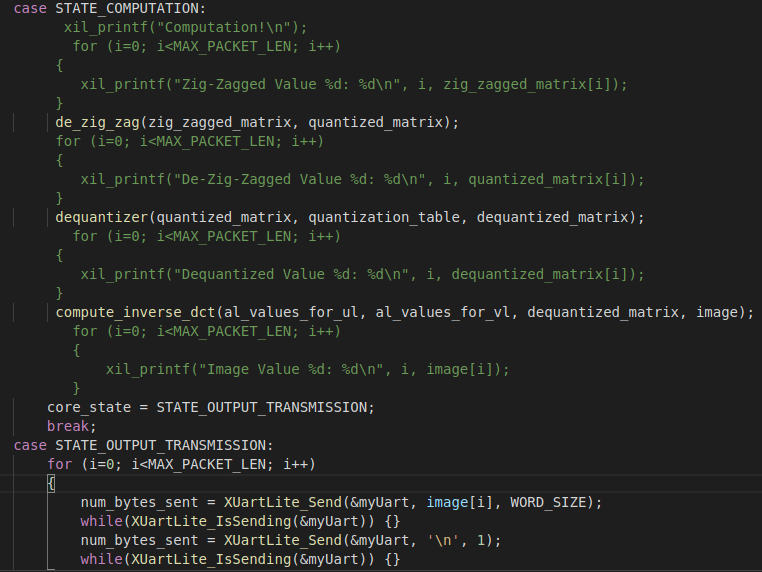 case STATE_COMPUTATION:
xil_printf("Computation!\n");
for (i=0; i<MAX_PACKET_LEN; i++)
{
xil_printf("Zig-Zagged Value %d: %d\n", i, zig_zagged_matrix[i]);
}
de_zig_zag(zig_zagged_matrix, quantized_matrix);
for (i=0; i<MAX_PACKET_LEN; i++)
{
xil_printf("De-Zig-Zagged Value %d: %d\n", i, quantized_matrix[i]);
}
dequantizer(quantized_matrix, quantization_table, dequantized_matrix);
for (i=0; i<MAX_PACKET_LEN; i++)
{
xil_printf("Dequantized Value %d: %d\n", i, dequantized_matrix[i]);
}
compute_inverse_dct(al_values_for_ul, al_values_for_vl, dequantized_matrix, image);
for (i=0; i<MAX_PACKET_LEN; i++)
{
xil_printf("Image Value %d: %d\n", i, image[i]);
}
core_state = STATE_OUTPUT_TRANSMISSION;
break;
case STATE_OUTPUT_TRANSMISSION:
for (i=0; i<MAX_PACKET_LEN; i++)
{
num_bytes_sent = XUartLite_Send(&myUart, image[i], WORD_SIZE);
while(XUartLite_IsSending(&myUart)) {}
num_bytes_sent = XUartLite_Send(&myUart, '\n', 1);
while(XUartLite_IsSending(&myUart)) {}